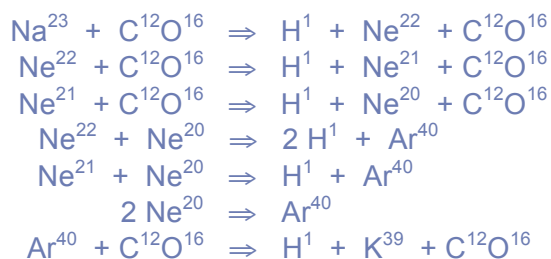 Na²³ + C¹²O¹⁶ ⇒ H¹ + Ne²² + C¹²O¹⁶
Ne²² + C¹²O¹⁶ ⇒ H¹ + Ne²¹ + C¹²O¹⁶
Ne²¹ + C¹²O¹⁶ ⇒ H¹ + Ne²⁰ + C¹²O¹⁶
Ne²² + Ne²⁰ ⇒ 2 H¹ + Ar⁴⁰
Ne²¹ + Ne²⁰ ⇒ H¹ + Ar⁴⁰
2 Ne²⁰ ⇒ Ar⁴⁰
Ar⁴⁰ + C¹²O¹⁶ ⇒ H¹ + K³⁹ + C¹²O¹⁶